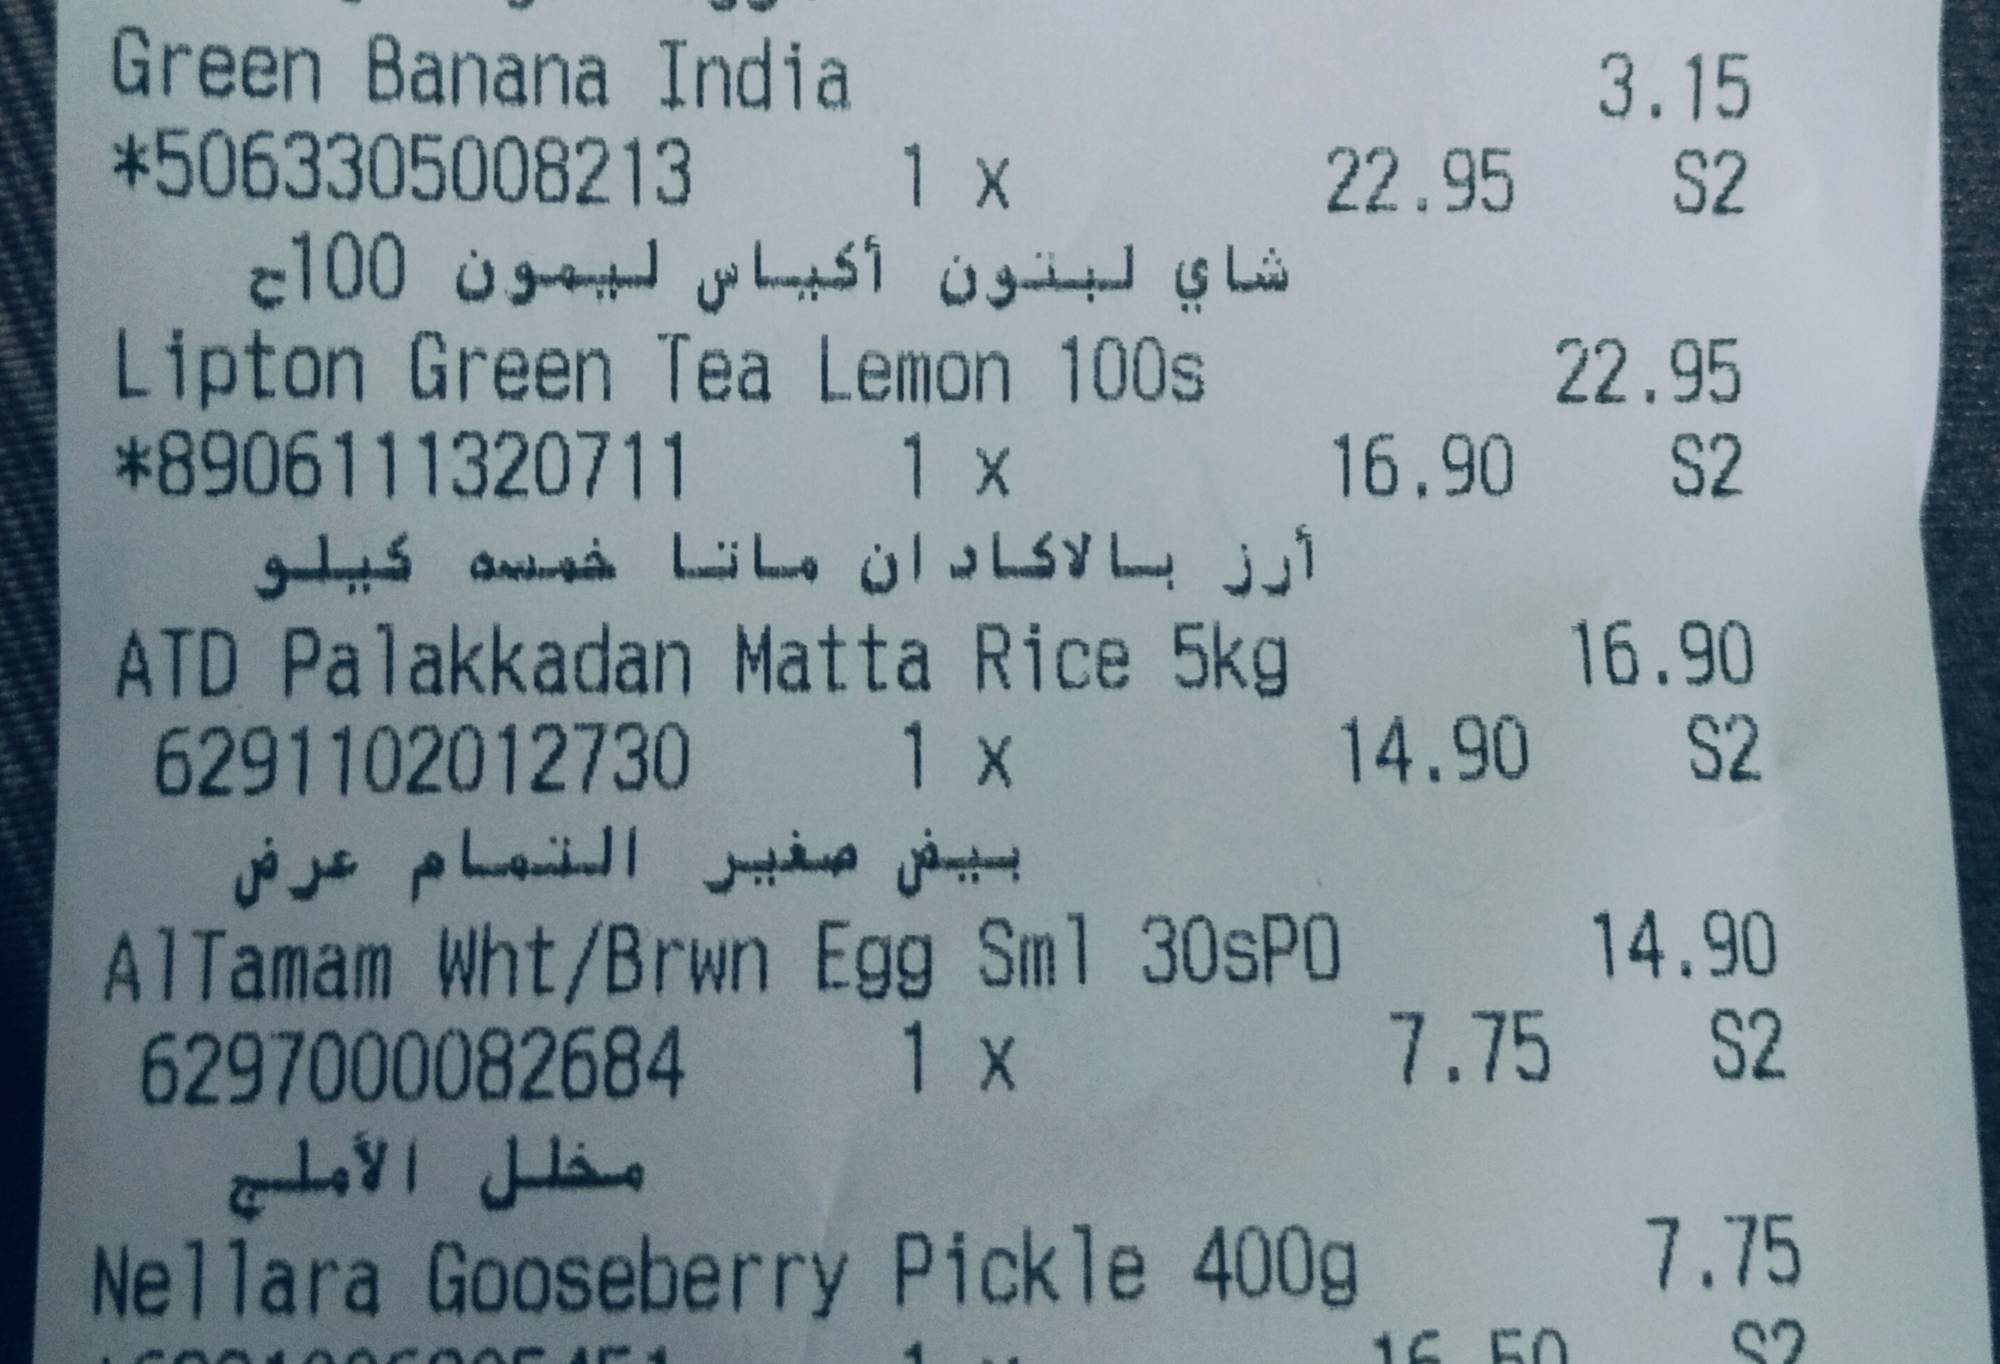 Green Banana India 3.15
*5063305008213 1 x 22.95 S2
شاي لبتون أكياس ليمون 100ح
Lipton Green Tea Lemon 100s 22.95
*8906111320711 1 x 16.90 S2
أرز بالاكادان ماتا خمسه كيلو
ATD Palakkadan Matta Rice 5kg 16.90
6291102012730 1 x 14.90 S2
بيض صغير التمام عرض
AlTamam Wht/Brwn Egg Sml 30sPO 14.90
6297000082684 1 x 7.75 S2
مخلل الأملج
Nellara Gooseberry Pickle 400g 7.75
16.50 S2